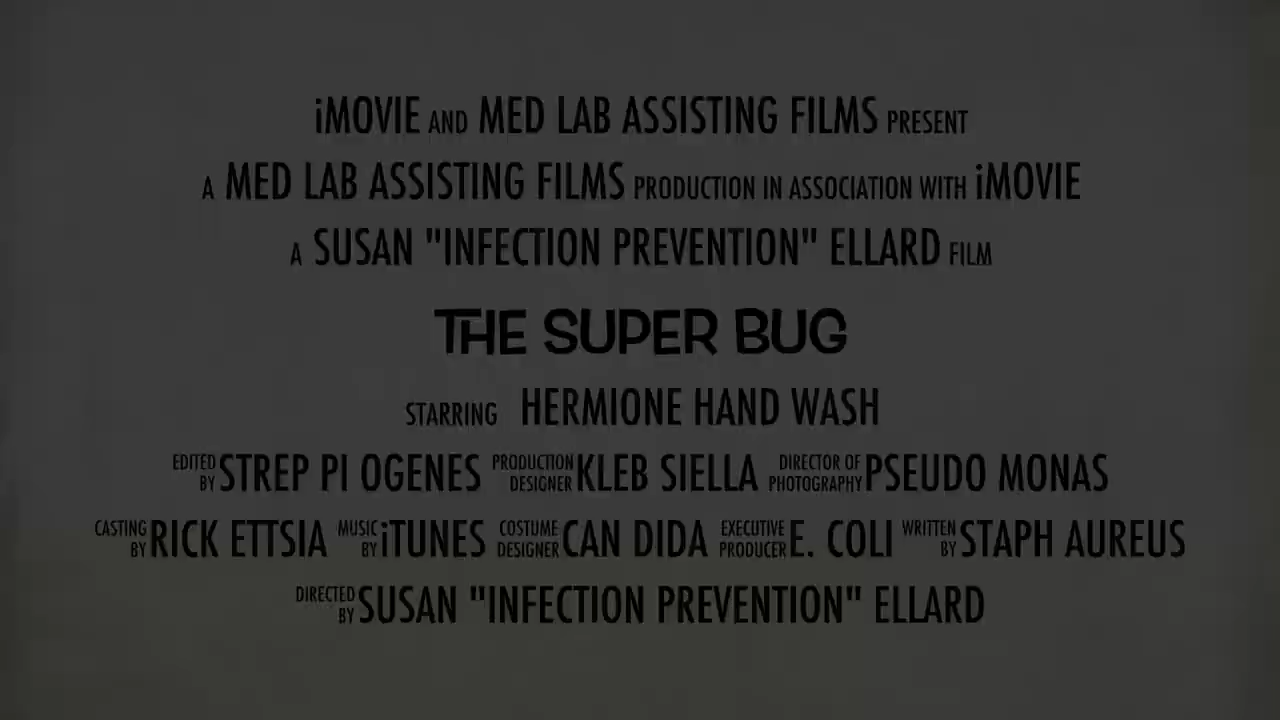 iMOVIE AND MED LAB ASSISTING FILMS PRESENT
A MED LAB ASSISTING FILMS PRODUCTION IN ASSOCIATION WITH iMOVIE
A SUSAN "INFECTION PREVENTION" ELLARD FILM
THE SUPER BUG
STARRING HERMIONE HAND WASH
EDITED BY STREP PI OGENES PRODUCTION DESIGNER KLEB SIELLA DIRECTOR OF PHOTOGRAPHY PSEUDO MONAS
CASTING BY RICK ETTSIA MUSIC BY iTUNES COSTUME DESIGNER CAN DIDA EXECUTIVE PRODUCER E. COLI WRITTEN BY STAPH AUREUS
DIRECTED BY SUSAN "INFECTION PREVENTION" ELLARD